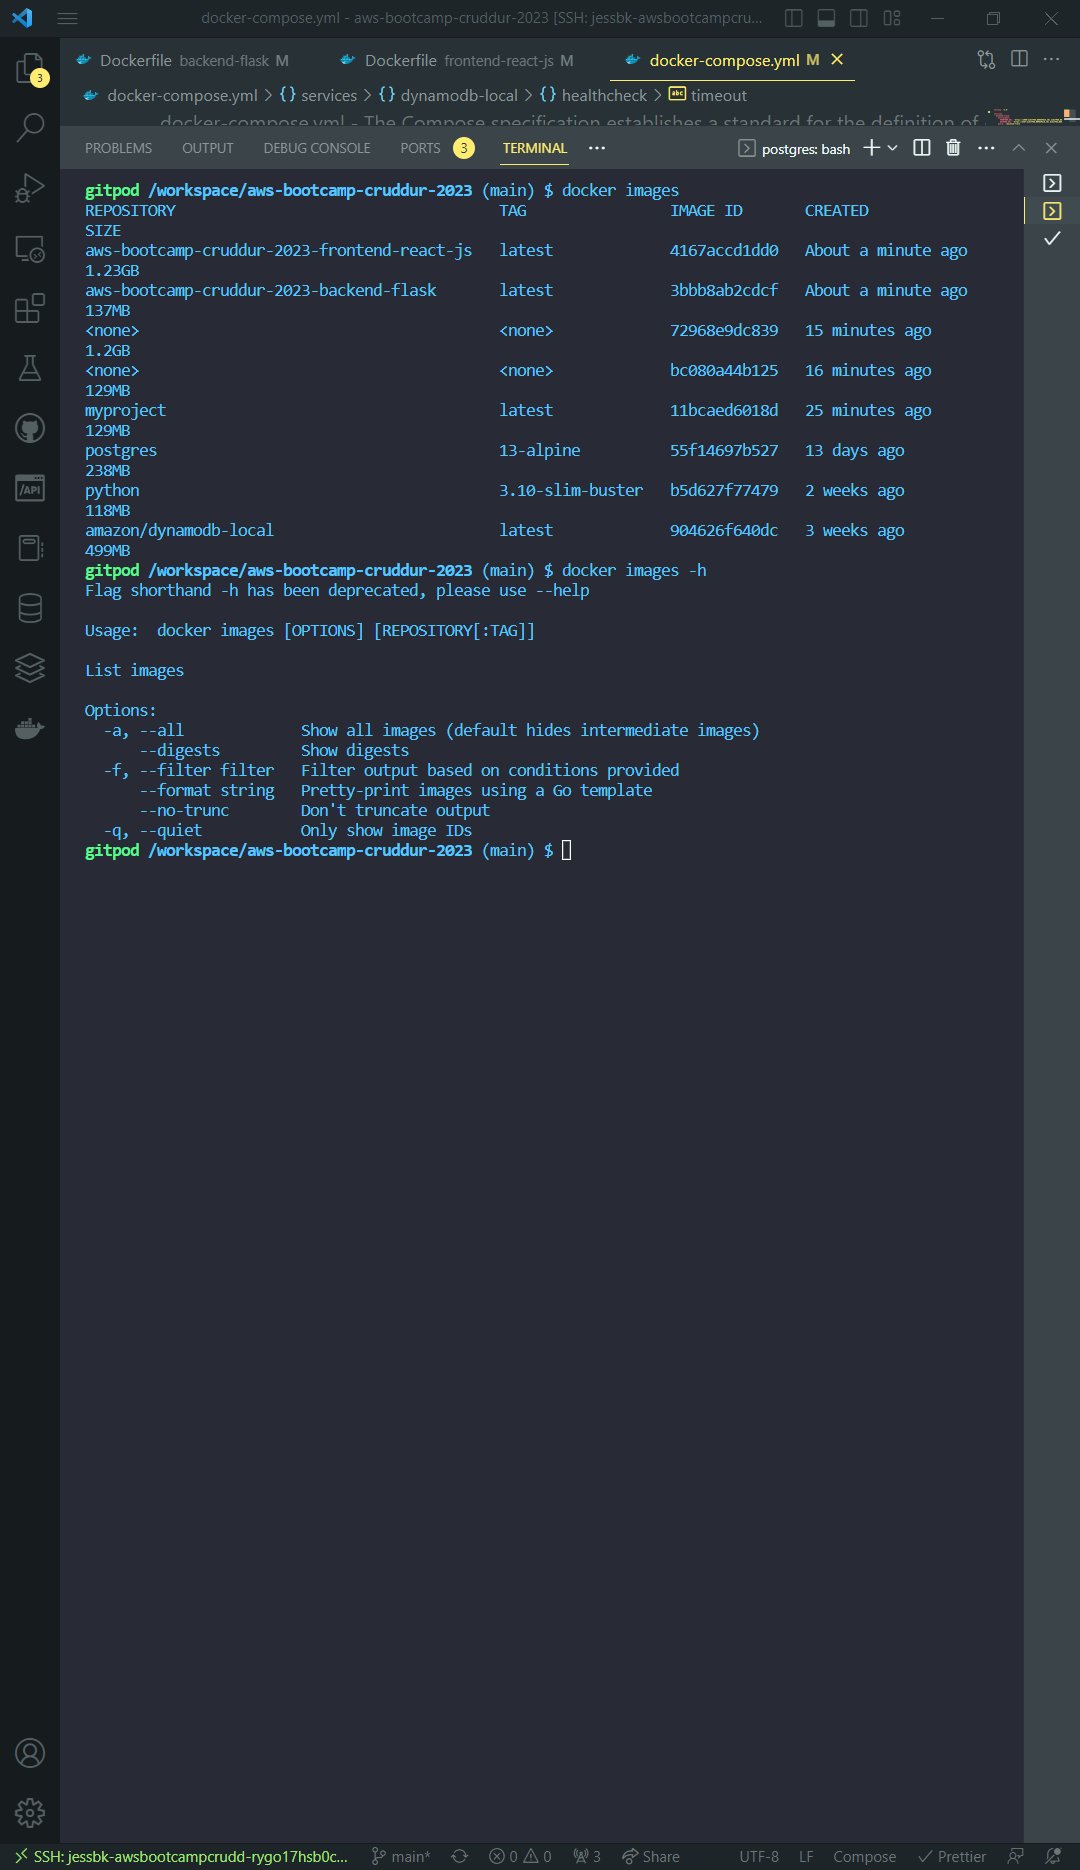 docker-compose.yml - aws-bootcamp-cruddur-2023 [SSH: jessbk-awsbootcampcru...
3
Dockerfile backend-flask M
Dockerfile frontend-react-js M
docker-compose.yml M
docker-compose.yml > {} services > {} dynamodb-local > {} healthcheck > abc timeout
docker-compose.yml - The Compose specification establishes a standard for the definition of
PROBLEMS OUTPUT DEBUG CONSOLE PORTS 3 TERMINAL ... postgres: bash
gitpod /workspace/aws-bootcamp-cruddur-2023 (main) $ docker images
REPOSITORY TAG IMAGE ID CREATED
SIZE
aws-bootcamp-cruddur-2023-frontend-react-js latest 4167accd1dd0 About a minute ago
1.23GB
aws-bootcamp-cruddur-2023-backend-flask latest 3bbb8ab2cdcf About a minute ago
137MB
<none> <none> 72968e9dc839 15 minutes ago
1.2GB
<none> <none> bc080a44b125 16 minutes ago
129MB
myproject latest 11bcaed6018d 25 minutes ago
129MB
postgres 13-alpine 55f14697b527 13 days ago
238MB
python 3.10-slim-buster b5d627f77479 2 weeks ago
118MB
amazon/dynamodb-local latest 904626f640dc 3 weeks ago
499MB
gitpod /workspace/aws-bootcamp-cruddur-2023 (main) $ docker images -h
Flag shorthand -h has been deprecated, please use --help
Usage: docker images [OPTIONS] [REPOSITORY[:TAG]]
List images
Options:
-a, --all Show all images (default hides intermediate images)
--digests Show digests
-f, --filter filter Filter output based on conditions provided
--format string Pretty-print images using a Go template
--no-trunc Don't truncate output
-q, --quiet Only show image IDs
gitpod /workspace/aws-bootcamp-cruddur-2023 (main) $
/API
SSH: jessbk-awsbootcampcrudd-rygo17hsb0c... main* 0 0 3 Share UTF-8 LF Compose Prettier